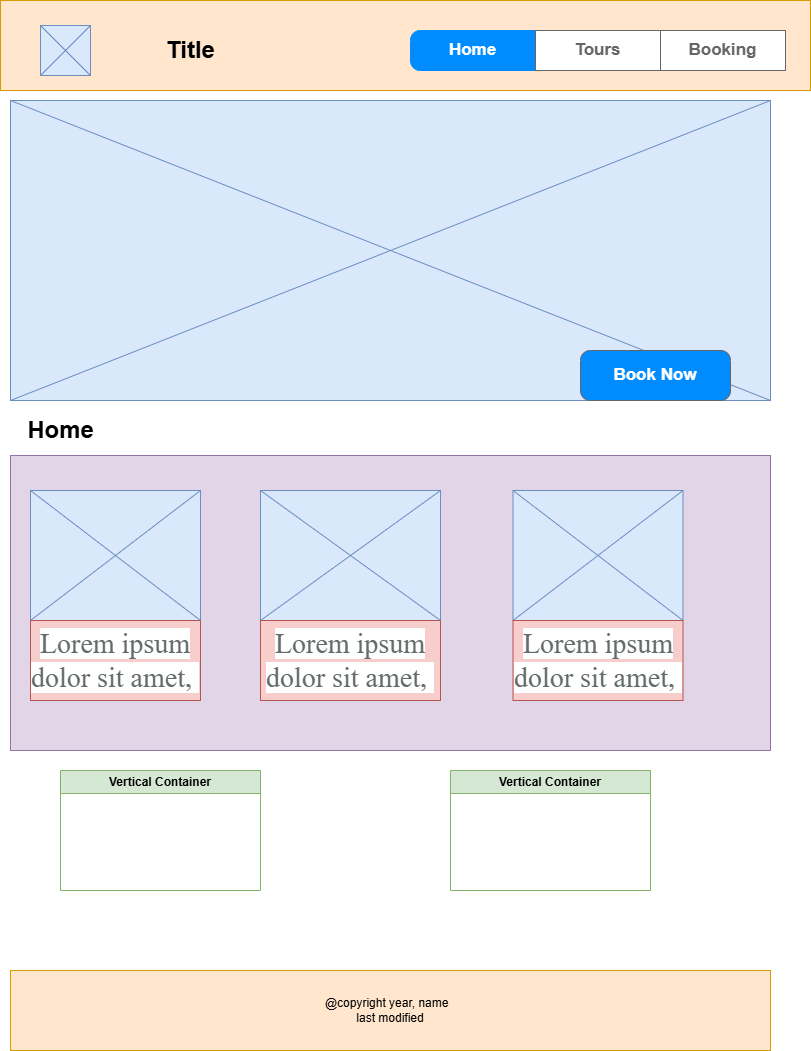 Title
Home
Tours
Booking
Book Now
Home
Lorem ipsum
dolor sit amet,
Lorem ipsum
dolor sit amet,
Lorem ipsum
dolor sit amet,
Vertical Container
Vertical Container
@copyright year, name
last modified